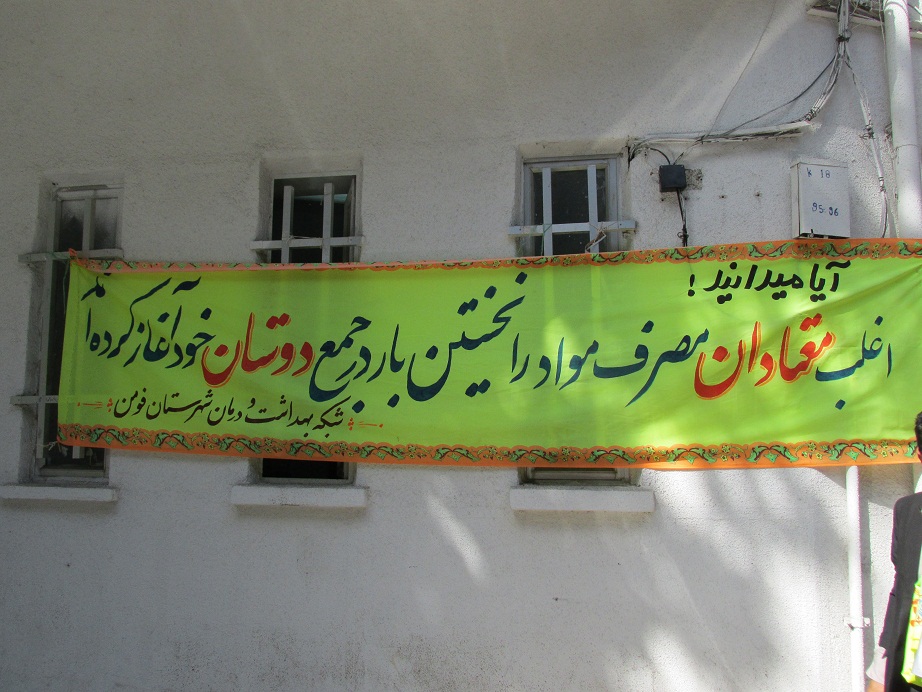 آیا میدانید !
اغلب معتادان مصرف مواد را نخستین بار در جمع دوستان خود آغاز کرده اند
شبکه بهداشت و درمان شهرستان فومن
K 18
95-96